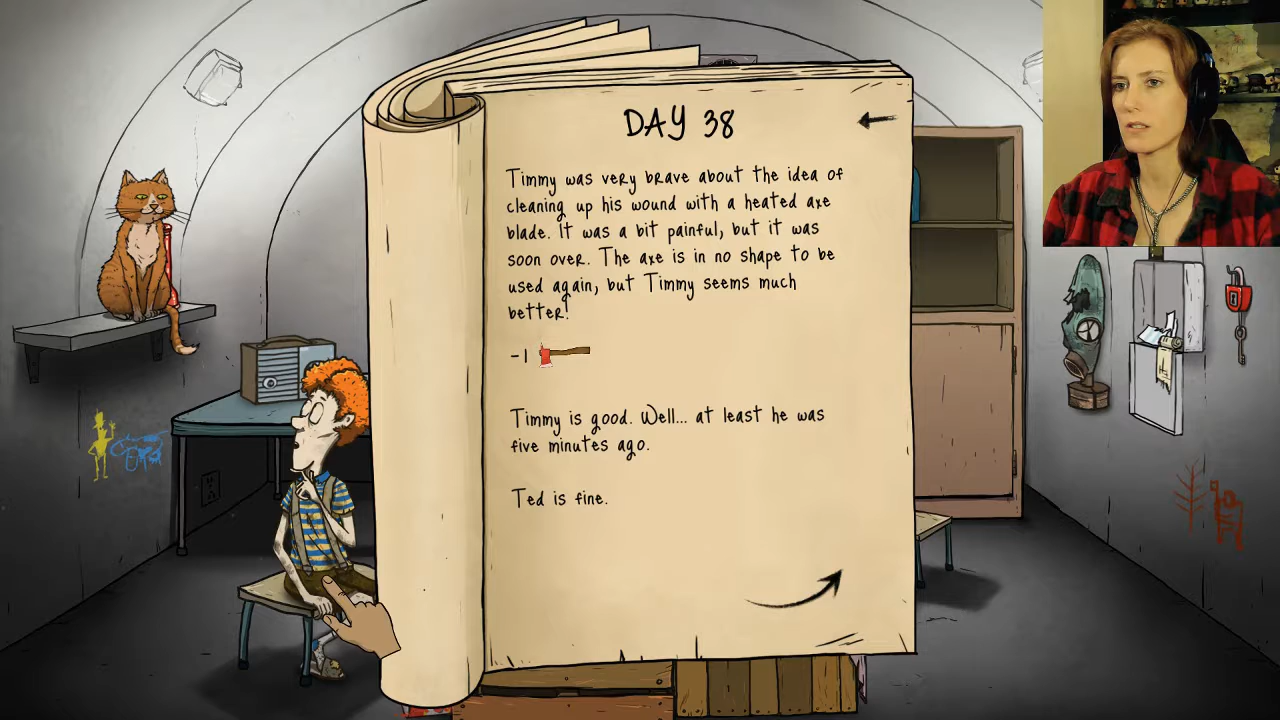 DAY 38
Timmy was very brave about the idea of
cleaning up his wound with a heated axe
blade. It was a bit painful, but it was
soon over. The axe is in no shape to be
used again, but Timmy seems much
better!
-1
Timmy is good. Well... at least he was
five minutes ago.
Ted is fine.